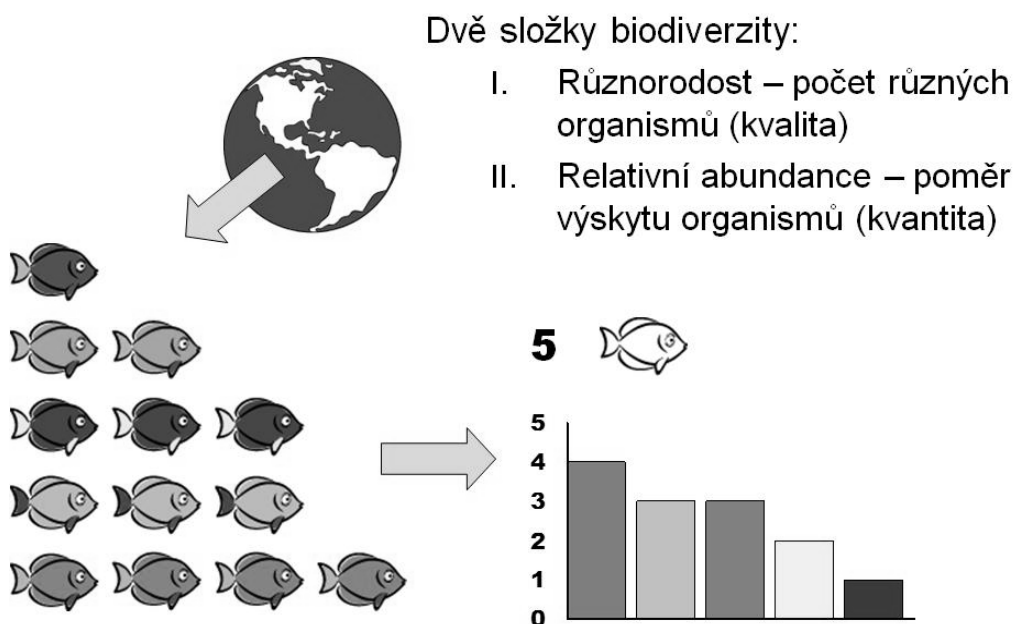 Dvě složky biodiverzity:
I. Různorodost – počet různých
organismů (kvalita)
II. Relativní abundance – poměr
výskytu organismů (kvantita)
5
5
4
3
2
1
0